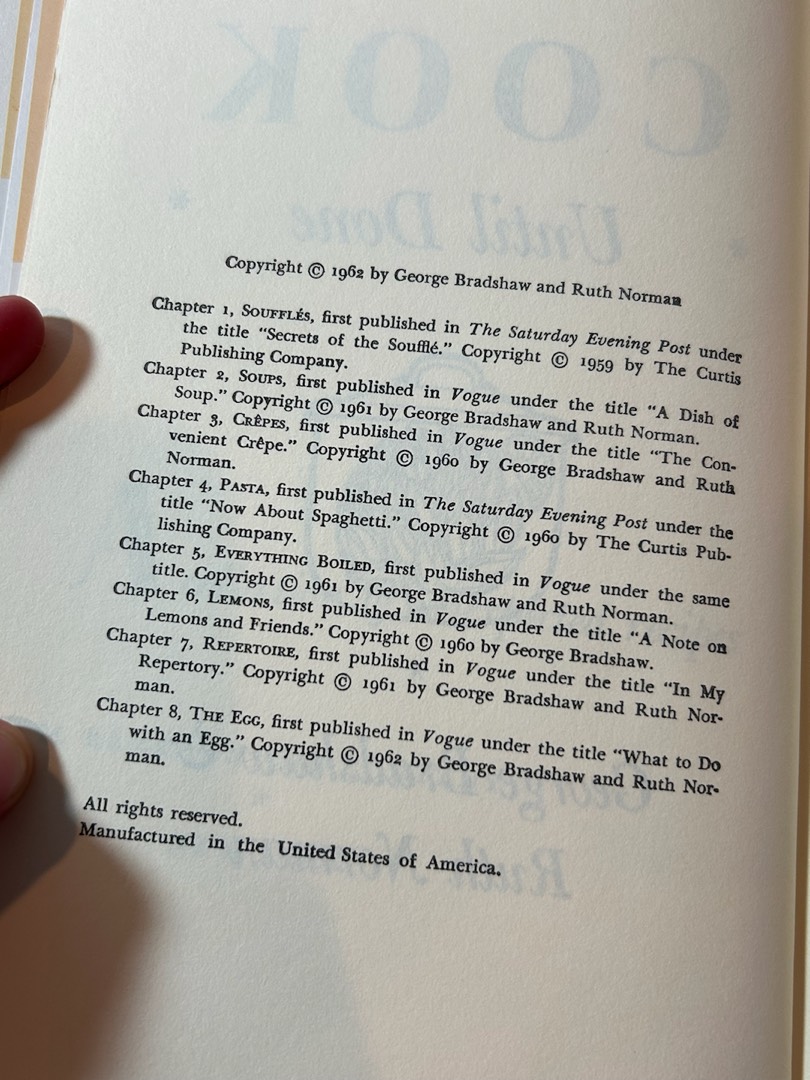 COOK
Until Done
Copyright © 1962 by George Bradshaw and Ruth Norman
Chapter 1, SOUFFLÉS, first published in The Saturday Evening Post under
the title “Secrets of the Soufflé.” Copyright © 1959 by The Curtis
Publishing Company.
Chapter 2, SOUPS, first published in Vogue under the title “A Dish of
Soup.” Copyright © 1961 by George Bradshaw and Ruth Norman.
Chapter 3, CRÊPES, first published in Vogue under the title “The Con-
venient Crêpe.” Copyright © 1960 by George Bradshaw and Ruth
Norman.
Chapter 4, PASTA, first published in The Saturday Evening Post under the
title “Now About Spaghetti.” Copyright © 1960 by The Curtis Pub-
lishing Company.
Chapter 5, EVERYTHING BOILED, first published in Vogue under the same
title. Copyright © 1961 by George Bradshaw and Ruth Norman.
Chapter 6, LEMONS, first published in Vogue under the title “A Note on
Lemons and Friends.” Copyright © 1960 by George Bradshaw.
Chapter 7, REPERTOIRE, first published in Vogue under the title “In My
Repertory.” Copyright © 1961 by George Bradshaw and Ruth Nor-
man.
Chapter 8, THE EGG, first published in Vogue under the title “What to Do
with an Egg.” Copyright © 1962 by George Bradshaw and Ruth Nor-
man.
All rights reserved.
Manufactured in the United States of America.